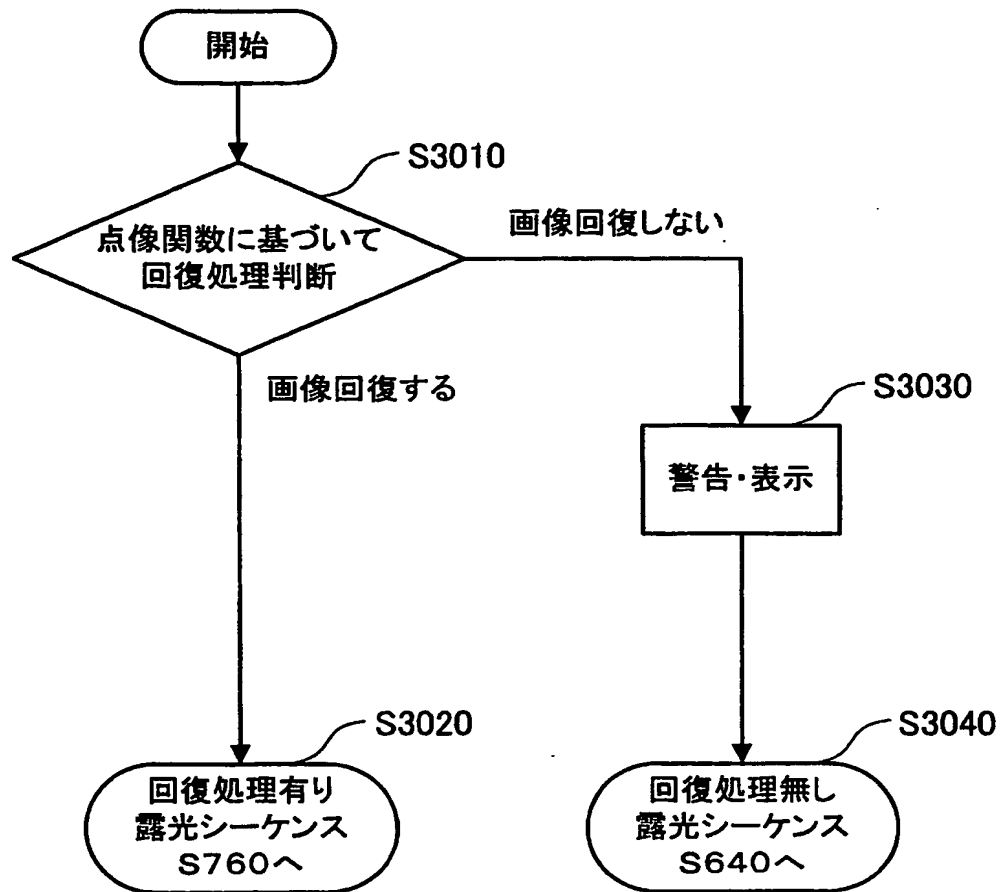 開始
S3010
点像関数に基づいて
回復処理判断
画像回復しない
画像回復する
S3030
警告・表示
S3020
回復処理有り
露光シーケンス
S760へ
S3040
回復処理無し
露光シーケンス
S640へ